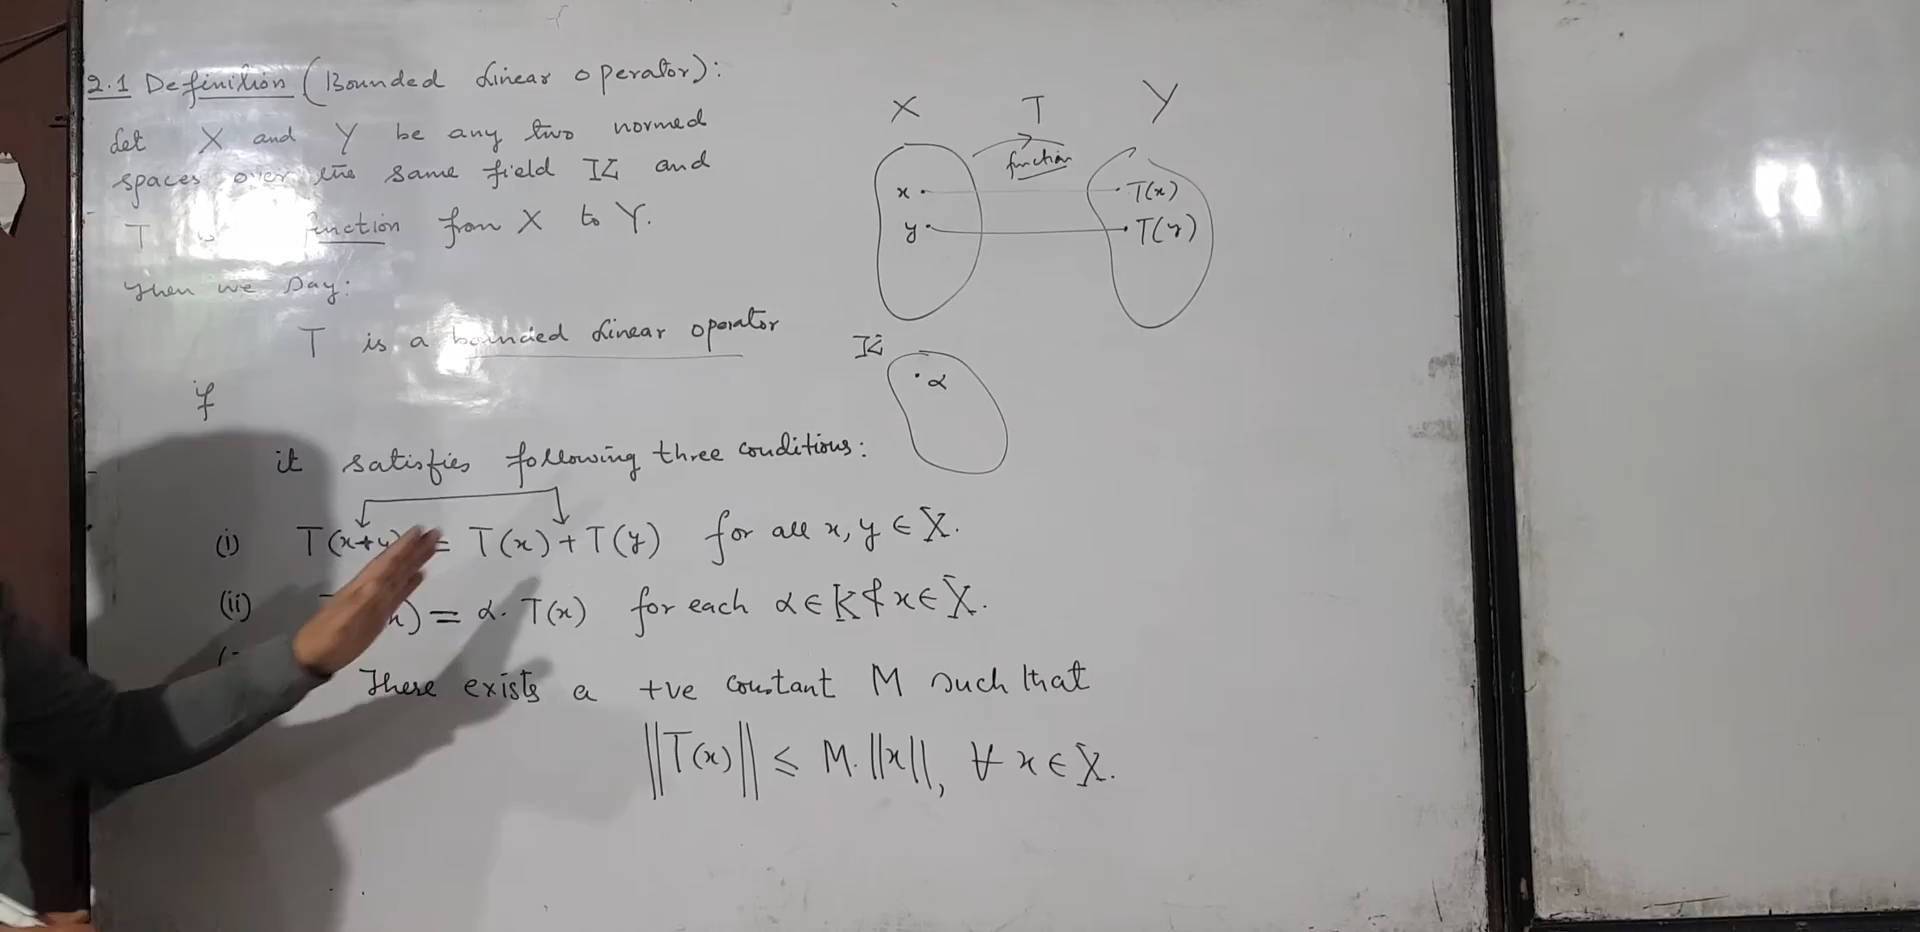 2.1 Definition (Bounded Linear operator):
Let X and Y be any two normed
spaces over the same field K and
T is function from X to Y.
Then we say:
T is a bounded Linear operator
if
it satisfies following three conditions:
(i) T(x+y) = T(x) + T(y) for all x, y ∈ X.
(ii) x) = α. T(x) for each α ∈ K & x ∈ X.
There exists a +ve constant M such that
||T(x)|| ≤ M. ||x||, ∀ x ∈ X.
X T Y
function
x T(x)
y T(y)
K
α